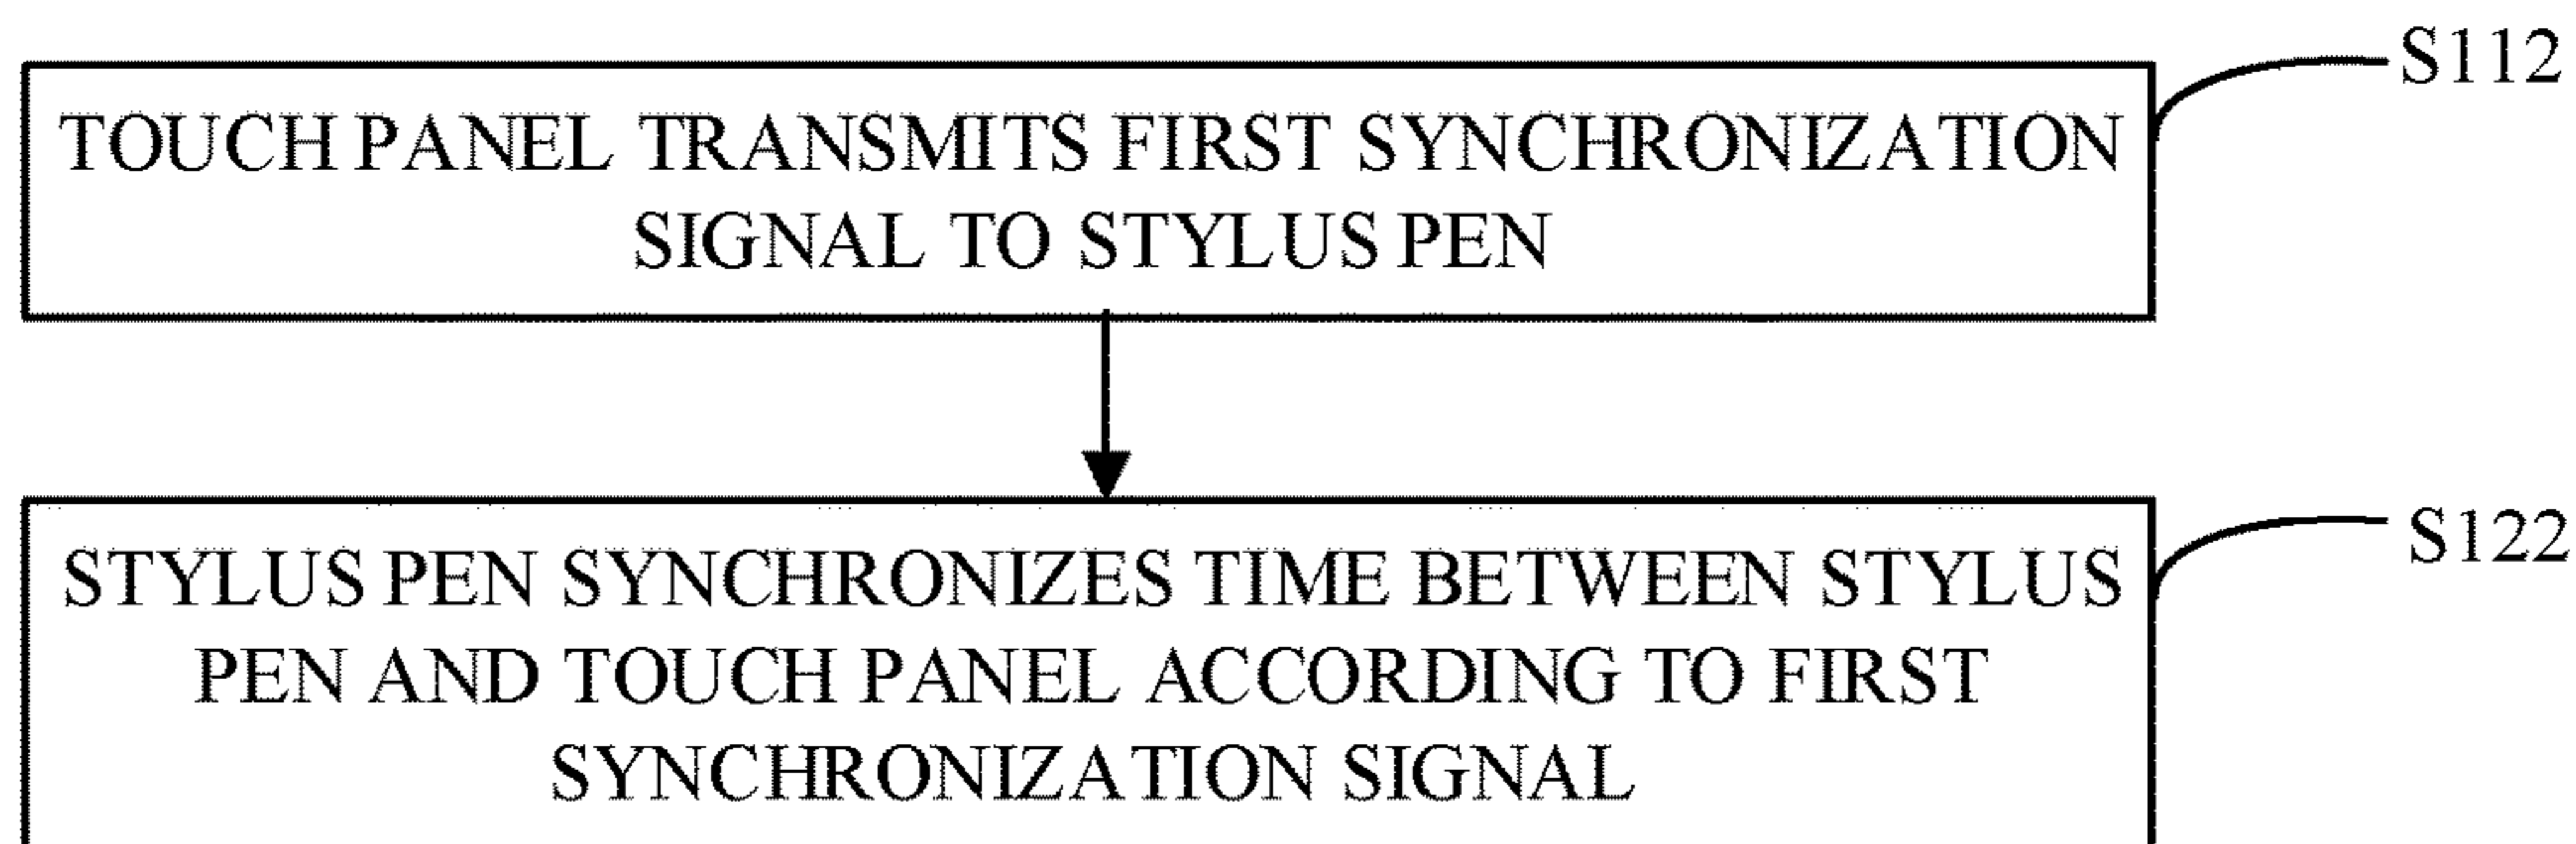 S112
TOUCH PANEL TRANSMITS FIRST SYNCHRONIZATION
SIGNAL TO STYLUS PEN
S122
STYLUS PEN SYNCHRONIZES TIME BETWEEN STYLUS
PEN AND TOUCH PANEL ACCORDING TO FIRST
SYNCHRONIZATION SIGNAL